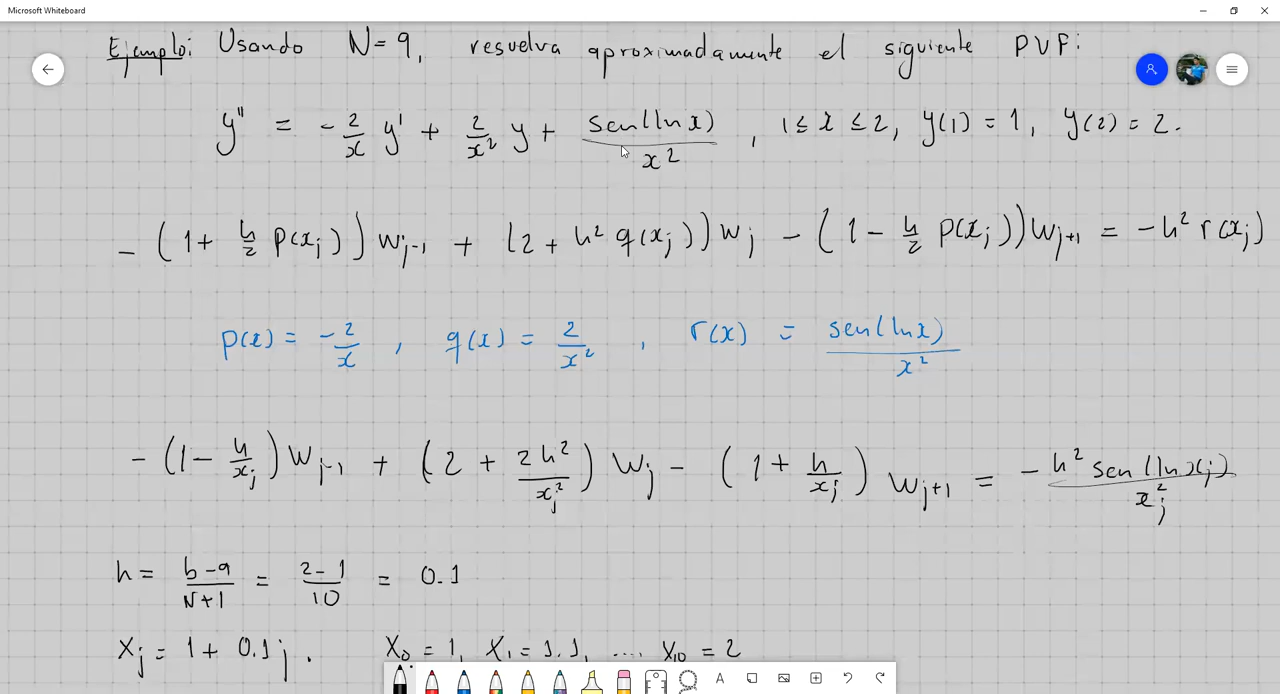 Microsoft Whiteboard
Ejemplo: Usando N=9, resuelva aproximadamente el siguiente PVF:
y'' = -2/x y' + 2/x² y + sen(ln x)/x², 1 ≤ x ≤ 2, y(1) = 1, y(2) = 2.
-(1 + h/2 p(xj)) Wj-1 + (2 + h² q(xj)) Wj - (1 - h/2 p(xj)) Wj+1 = -h² r(xj)
p(x) = -2/x, q(x) = 2/x², r(x) = sen(ln x)/x²
-(1 - h/xj) Wj-1 + (2 + 2h²/xj²) Wj - (1 + h/xj) Wj+1 = -h² sen(ln xj)/xj²
h = b-a/N+1 = 2-1/10 = 0.1
Xj = 1 + 0.1j. X0 = 1, X1 = 1.1, .... X10 = 2
A